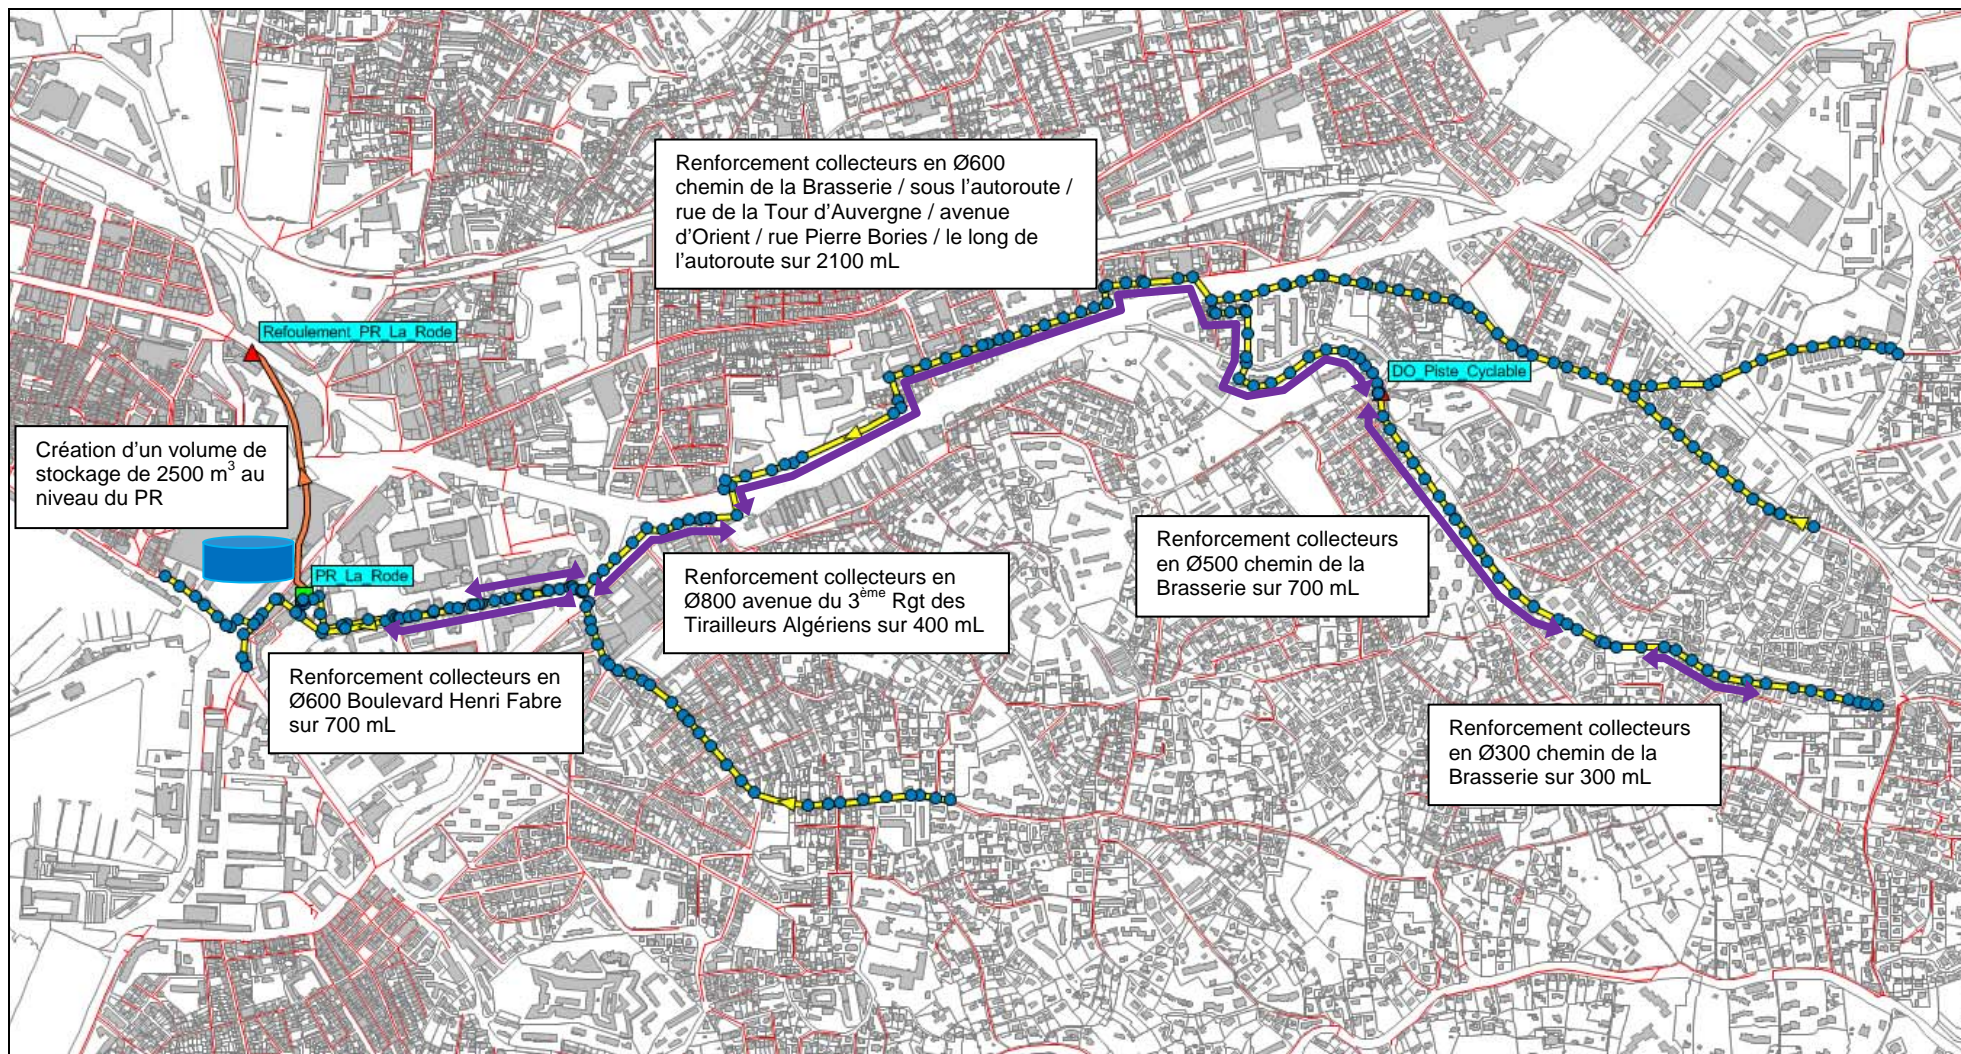 Renforcement collecteurs en Ø600
chemin de la Brasserie / sous l'autoroute /
rue de la Tour d'Auvergne / avenue
d'Orient / rue Pierre Bories / le long de
l'autoroute sur 2100 mL
Refoulement_PR_La_Rode
DO_Piste_Cyclable
Création d'un volume de
stockage de 2500 m³ au
niveau du PR
PR_La_Rode
Renforcement collecteurs en
Ø800 avenue du 3ème Rgt des
Tirailleurs Algériens sur 400 mL
Renforcement collecteurs
en Ø500 chemin de la
Brasserie sur 700 mL
Renforcement collecteurs en
Ø600 Boulevard Henri Fabre
sur 700 mL
Renforcement collecteurs
en Ø300 chemin de la
Brasserie sur 300 mL